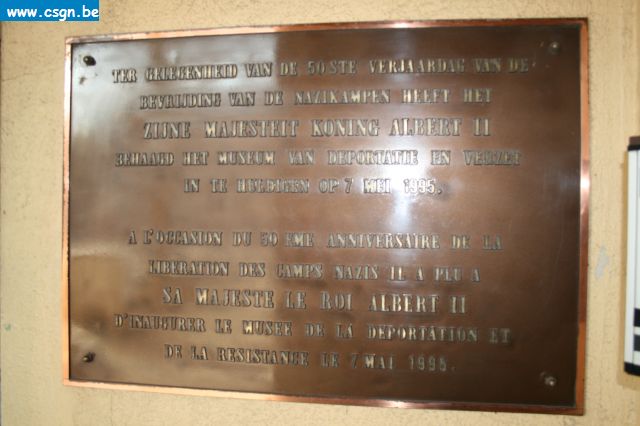 www.csgn.be
TER GELEGENHEID VAN DE 50STE VERJAARDAG VAN DE
BEVRIJDING VAN DE NAZIKAMPEN HEEFT HET
ZIJNE MAJESTEIT KONING ALBERT II
BEHAAGD HET MUSEUM VAN DEPORTATIE EN VERZET
IN TE HULDIGEN OP 7 MEI 1995.
A L'OCCASION DU 50 EME ANNIVERSAIRE DE LA
LIBERATION DES CAMPS NAZIS IL A PLU A
SA MAJESTE LE ROI ALBERT II
D'INAUGURER LE MUSEE DE LA DEPORTATION ET
DE LA RESISTANCE LE 7 MAI 1995.